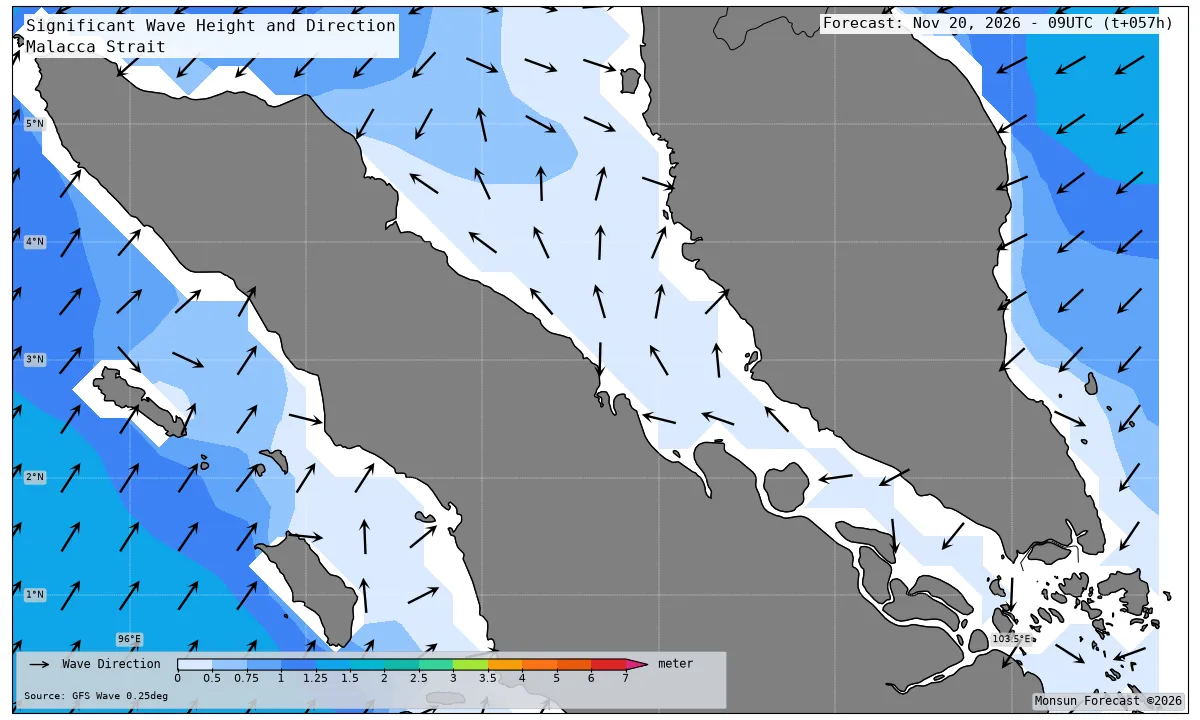 Significant Wave Height and Direction
Malacca Strait
Forecast: Nov 20, 2026 - 09UTC (t+057h)
5°N
4°N
3°N
2°N
1°N
96°E
103.5°E
Wave Direction
meter
0 0.5 0.75 1 1.25 1.5 2 2.5 3 3.5 4 5 6 7
Source: GFS Wave 0.25deg
Monsun Forecast ©2026